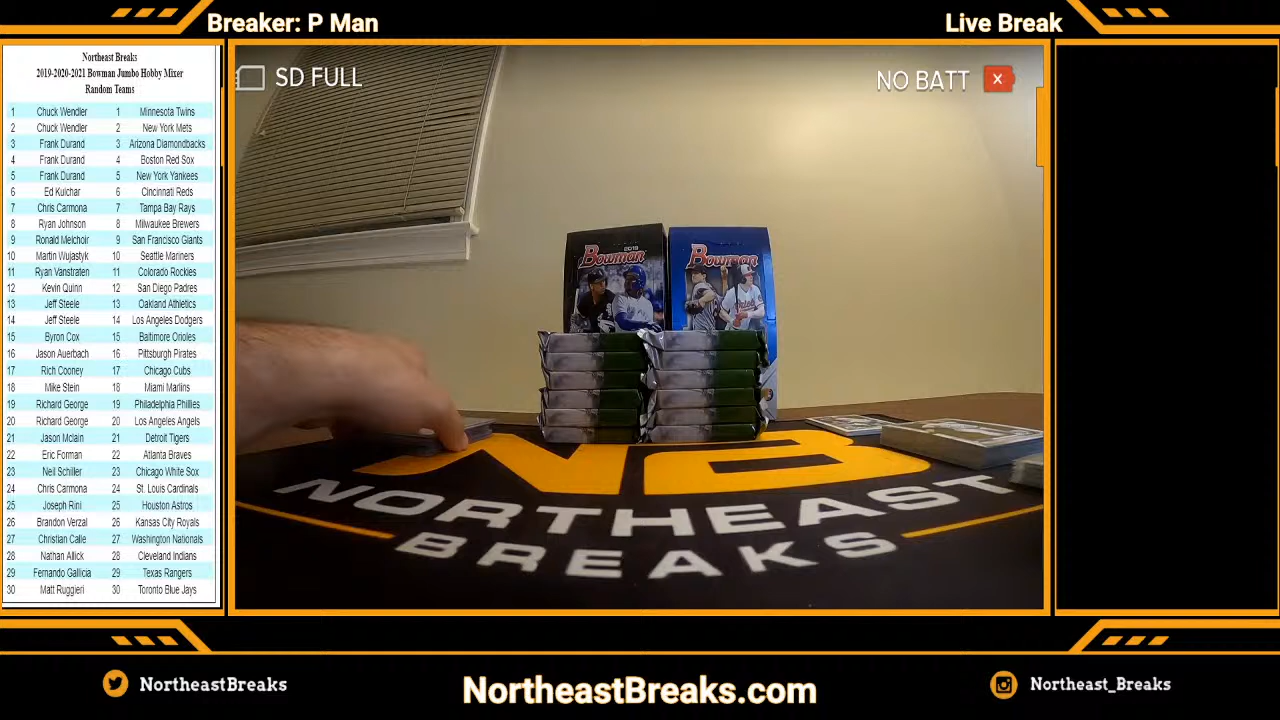 Breaker: P Man
Live Break
Northeast Breaks
2019-2020-2021 Bowman Jumbo Hobby Mixer
Random Teams
1 Chuck Wendler 1 Minnesota Twins
2 Chuck Wendler 2 New York Mets
3 Frank Durand 3 Arizona Diamondbacks
4 Frank Durand 4 Boston Red Sox
5 Frank Durand 5 New York Yankees
6 Ed Kulchar 6 Cincinnati Reds
7 Chris Carmona 7 Tampa Bay Rays
8 Ryan Johnson 8 Milwaukee Brewers
9 Ronald Melchoir 9 San Francisco Giants
10 Martin Wujastyk 10 Seattle Mariners
11 Ryan Vanstraten 11 Colorado Rockies
12 Kevin Quinn 12 San Diego Padres
13 Jeff Steele 13 Oakland Athletics
14 Jeff Steele 14 Los Angeles Dodgers
15 Byron Cox 15 Baltimore Orioles
16 Jason Auerbach 16 Pittsburgh Pirates
17 Rich Cooney 17 Chicago Cubs
18 Mike Stein 18 Miami Marlins
19 Richard George 19 Philadelphia Phillies
20 Richard George 20 Los Angeles Angels
21 Jason Mclain 21 Detroit Tigers
22 Eric Forman 22 Atlanta Braves
23 Neil Schiller 23 Chicago White Sox
24 Chris Carmona 24 St. Louis Cardinals
25 Joseph Rini 25 Houston Astros
26 Brandon Verzal 26 Kansas City Royals
27 Christian Calle 27 Washington Nationals
28 Nathan Allick 28 Cleveland Indians
29 Fernando Gallicia 29 Texas Rangers
30 Matt Ruggieri 30 Toronto Blue Jays
SD FULL
NO BATT
2019
Bowman
Bowman
NB
NORTHEAST
BREAKS
NortheastBreaks
NortheastBreaks.com
Northeast_Breaks